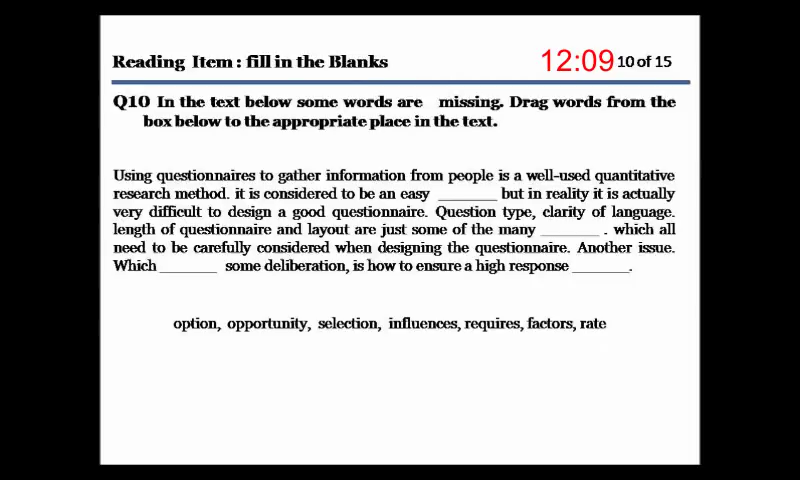 Reading Item : fill in the Blanks
12:09 10 of 15
Q10 In the text below some words are missing. Drag words from the
box below to the appropriate place in the text.
Using questionnaires to gather information from people is a well-used quantitative
research method. it is considered to be an easy ________ but in reality it is actually
very difficult to design a good questionnaire. Question type, clarity of language.
length of questionnaire and layout are just some of the many ________ . which all
need to be carefully considered when designing the questionnaire. Another issue.
Which ________ some deliberation, is how to ensure a high response ________.
option, opportunity, selection, influences, requires, factors, rate